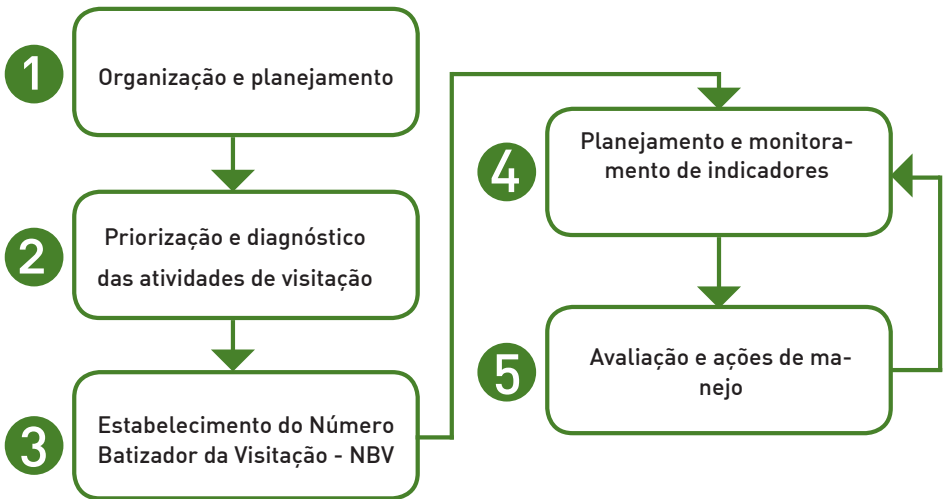 1
Organização e planejamento
2
Priorização e diagnóstico
das atividades de visitação
3
Estabelecimento do Número
Batizador da Visitação - NBV
4
Planejamento e monitora-
mento de indicadores
5
Avaliação e ações de ma-
nejo